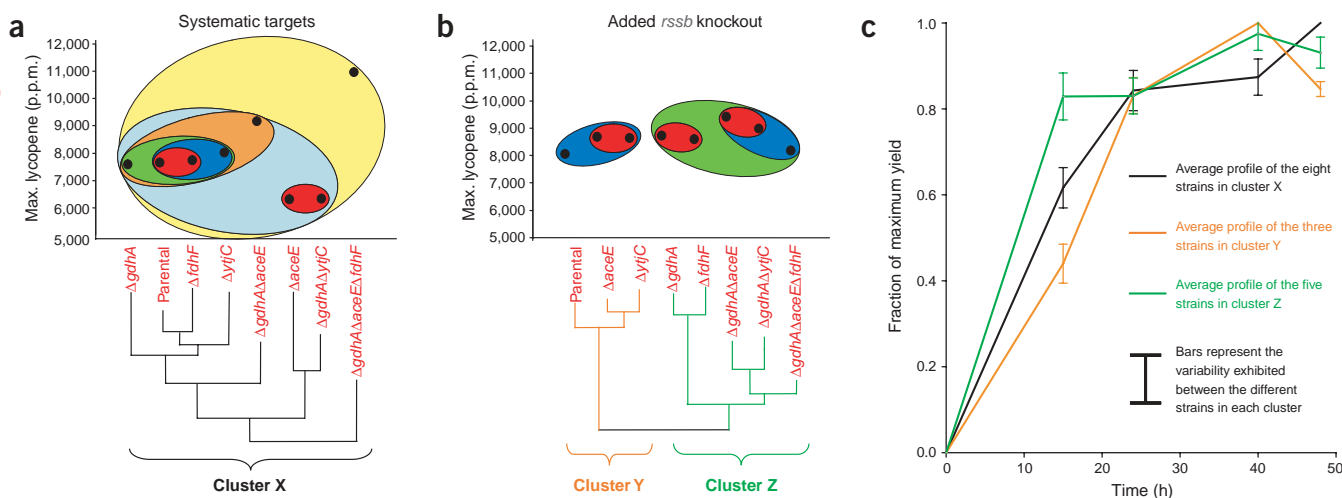 a
Systematic targets
Max. lycopene (p.p.m.)
12,000
11,000
10,000
9,000
8,000
7,000
6,000
5,000
ΔgdhA
Parental
ΔfdhF
ΔytjC
ΔgdhAΔaceE
ΔaceE
ΔgdhAΔytjC
ΔgdhAΔaceEΔfdhF
Cluster X
b
Added rssb knockout
Max. lycopene (p.p.m.)
12,000
11,000
10,000
9,000
8,000
7,000
6,000
5,000
Parental
ΔaceE
ΔytjC
ΔgdhA
ΔfdhF
ΔgdhAΔaceE
ΔgdhAΔytjC
ΔgdhAΔaceEΔfdhF
Cluster Y
Cluster Z
c
Fraction of maximum yield
1.0
0.8
0.6
0.4
0.2
0.0
0
10
20
30
40
50
Time (h)
Average profile of the eight
strains in cluster X
Average profile of the three
strains in cluster Y
Average profile of the five
strains in cluster Z
Bars represent the
variability exhibited
between the different
strains in each cluster